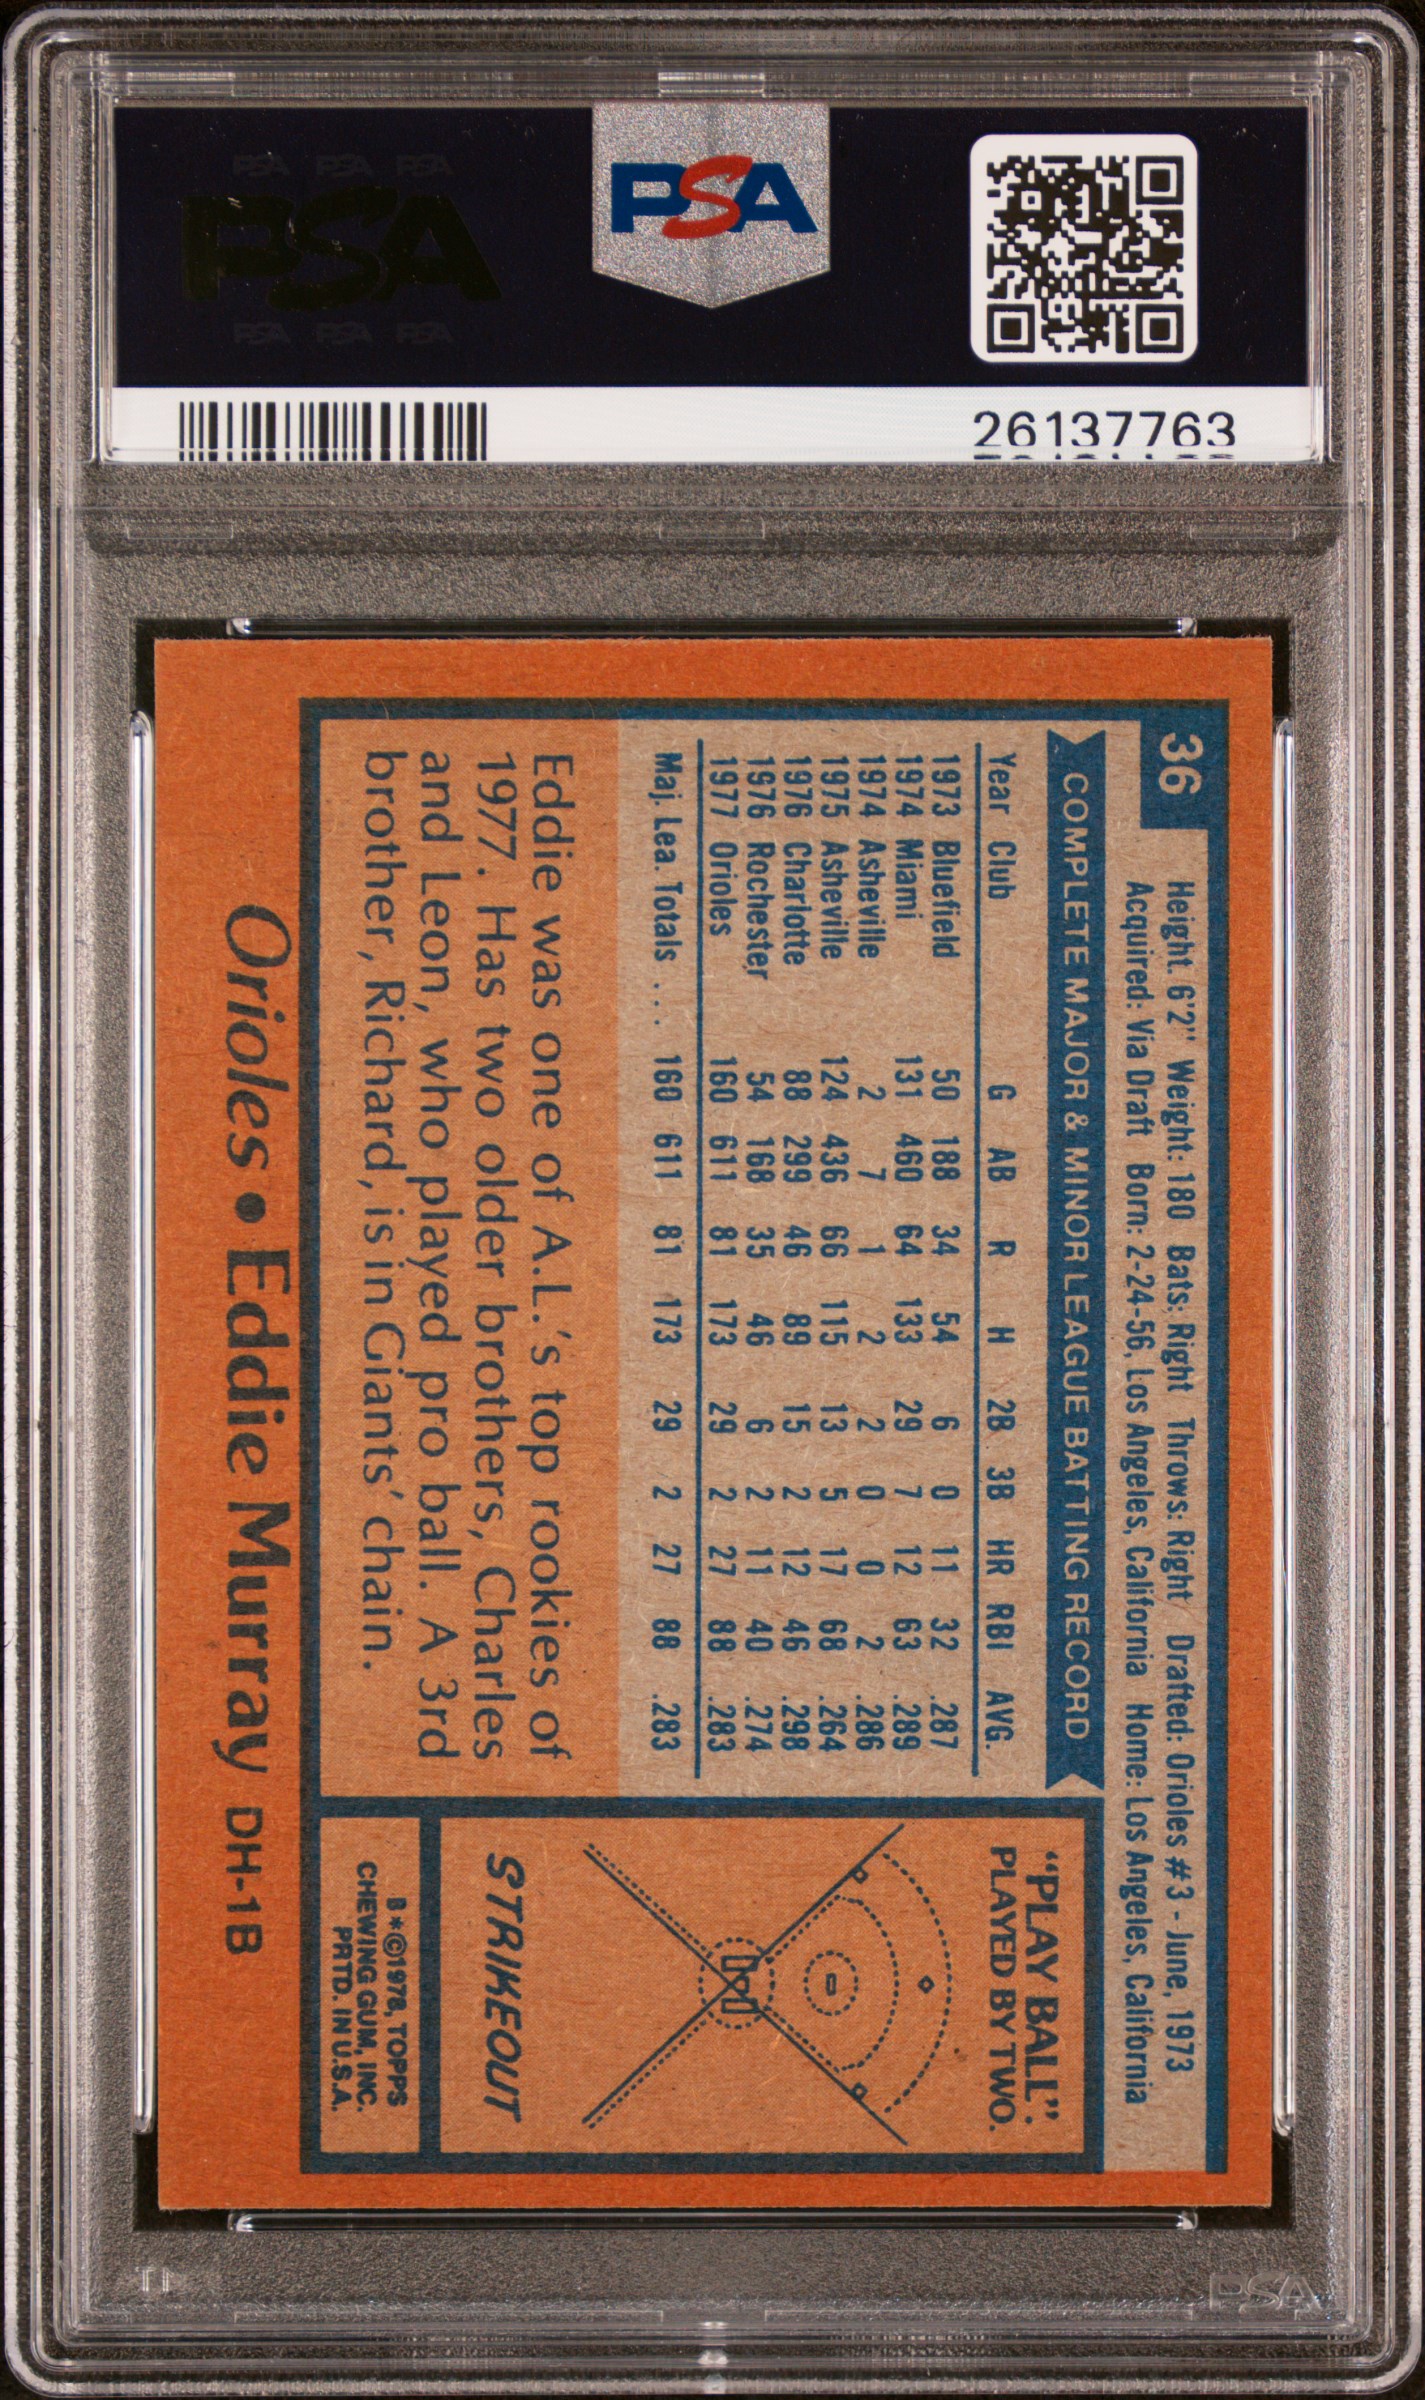 PSA PSA PSA
PSA
PSA PSA PSA
PSA
26137763
36
Height: 6'2" Weight: 180 Bats: Right Throws: Right Drafted: Orioles #3 - June, 1973
Acquired: Via Draft Born: 2-24-56, Los Angeles, California Home: Los Angeles, California
COMPLETE MAJOR & MINOR LEAGUE BATTING RECORD
Year Club G AB R H 2B 3B HR RBI AVG.
1973 Bluefield 50 188 34 54 6 0 11 32 .287
1974 Miami 131 460 64 133 29 7 12 63 .289
1974 Asheville 2 7 1 2 2 0 0 2 .286
1975 Asheville 124 436 66 115 13 5 17 68 .264
1976 Charlotte 88 299 46 89 15 2 12 46 .298
1976 Rochester 54 168 35 46 6 2 11 40 .274
1977 Orioles 160 611 81 173 29 2 27 88 .283
Maj. Lea. Totals ... 160 611 81 173 29 2 27 88 .283
Eddie was one of A.L.'s top rookies of
1977. Has two older brothers, Charles
and Leon, who played pro ball. A 3rd
brother, Richard, is in Giants' chain.
"PLAY BALL":
PLAYED BY TWO.
STRIKEOUT
B*©1978, TOPPS
CHEWING GUM, INC.
PRTD. IN U.S.A.
Orioles • Eddie Murray DH-1B
PSA